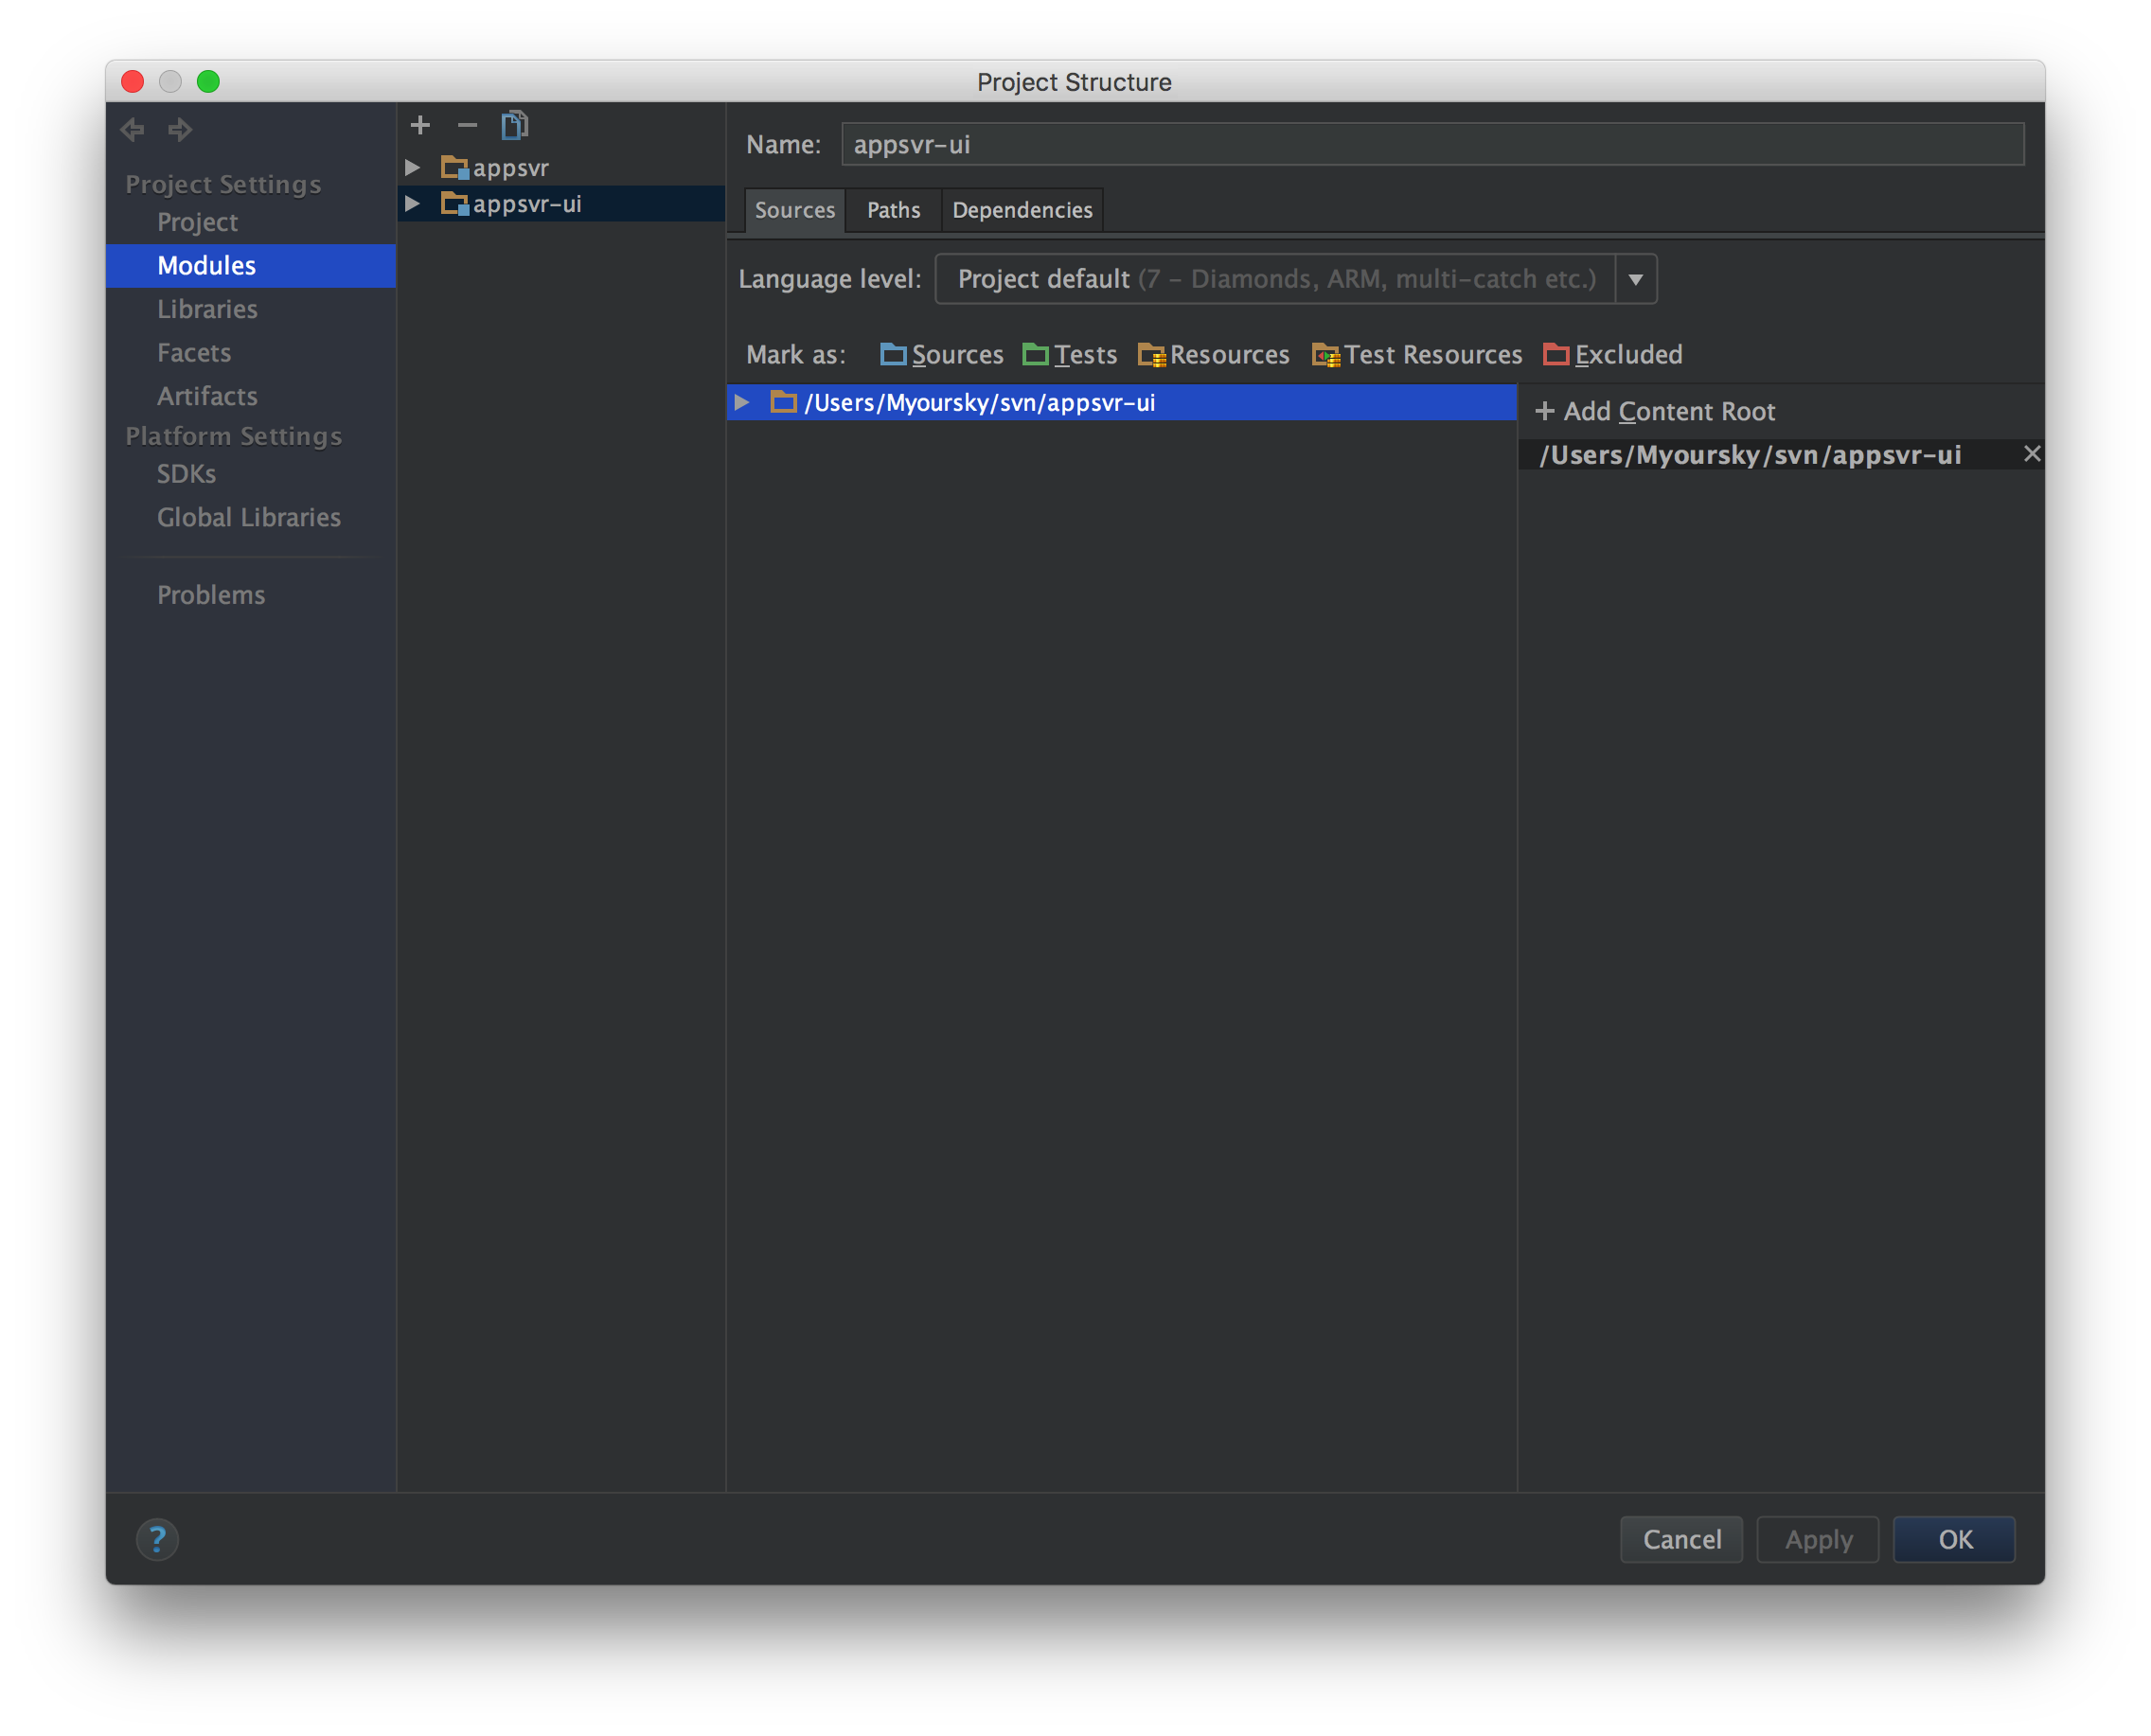 Project Structure
Project Settings
Project
Modules
Libraries
Facets
Artifacts
Platform Settings
SDKs
Global Libraries
Problems
appsvr
appsvr-ui
Name: appsvr-ui
Sources Paths Dependencies
Language level: Project default (7 - Diamonds, ARM, multi-catch etc.)
Mark as: Sources Tests Resources Test Resources Excluded
/Users/Myoursky/svn/appsvr-ui
+ Add Content Root
/Users/Myoursky/svn/appsvr-ui ×
? Cancel Apply OK